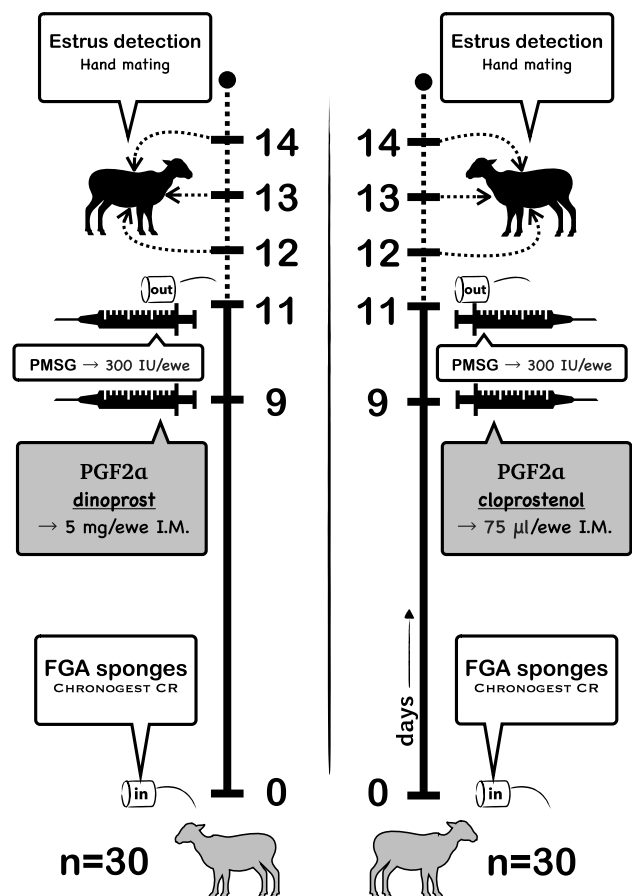 Estrus detection
Hand mating
14
13
12
out
11
PMSG → 300 IU/ewe
9
PGF2a
dinoprost
→ 5 mg/ewe I.M.
FGA sponges
CHRONOGEST CR
in
0
n=30
Estrus detection
Hand mating
14
13
12
out
11
PMSG → 300 IU/ewe
9
PGF2a
cloprostenol
→ 75 µl/ewe I.M.
days →
FGA sponges
CHRONOGEST CR
in
0
n=30